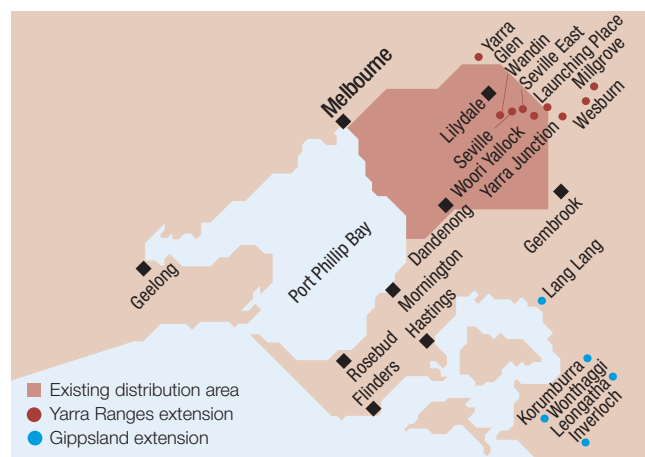 Yarra
Glen
Wandin
Seville East
Launching Place
Millgrove
Melbourne
Lilydale
Seville
Woori Yallock
Yarra Junction
Wesburn
Dandenong
Gembrook
Port Phillip Bay
Geelong
Mornington
Hastings
Lang Lang
Rosebud
Flinders
Korumburra
Wonthaggi
Leongatha
Inverloch
Existing distribution area
Yarra Ranges extension
Gippsland extension